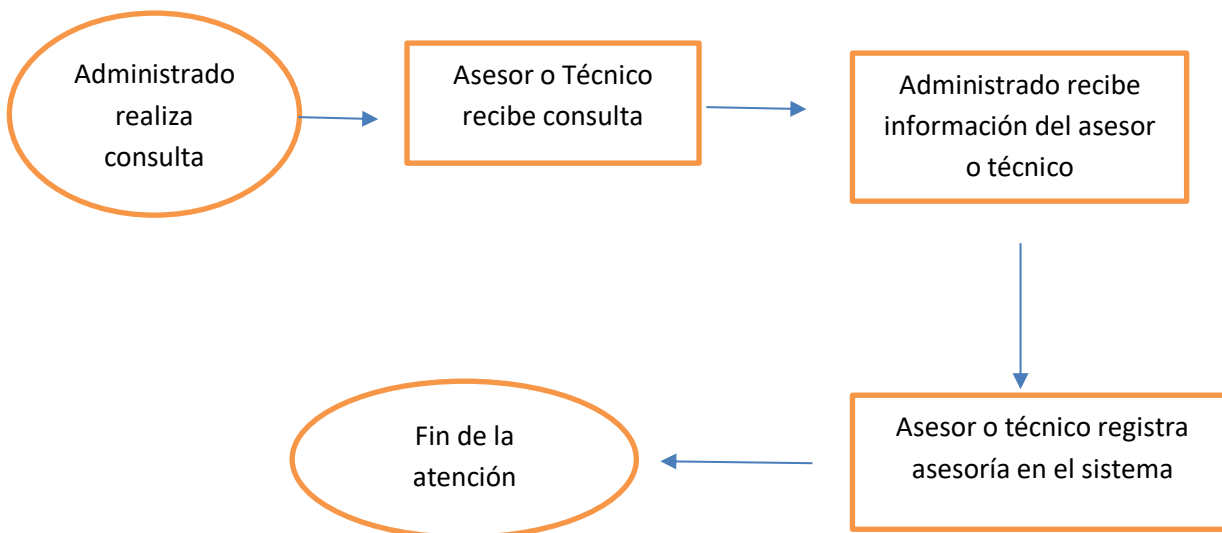 Administrado
realiza
consulta
Asesor o Técnico
recibe consulta
Administrado recibe
información del asesor
o técnico
Asesor o técnico registra
asesoría en el sistema
Fin de la
atención